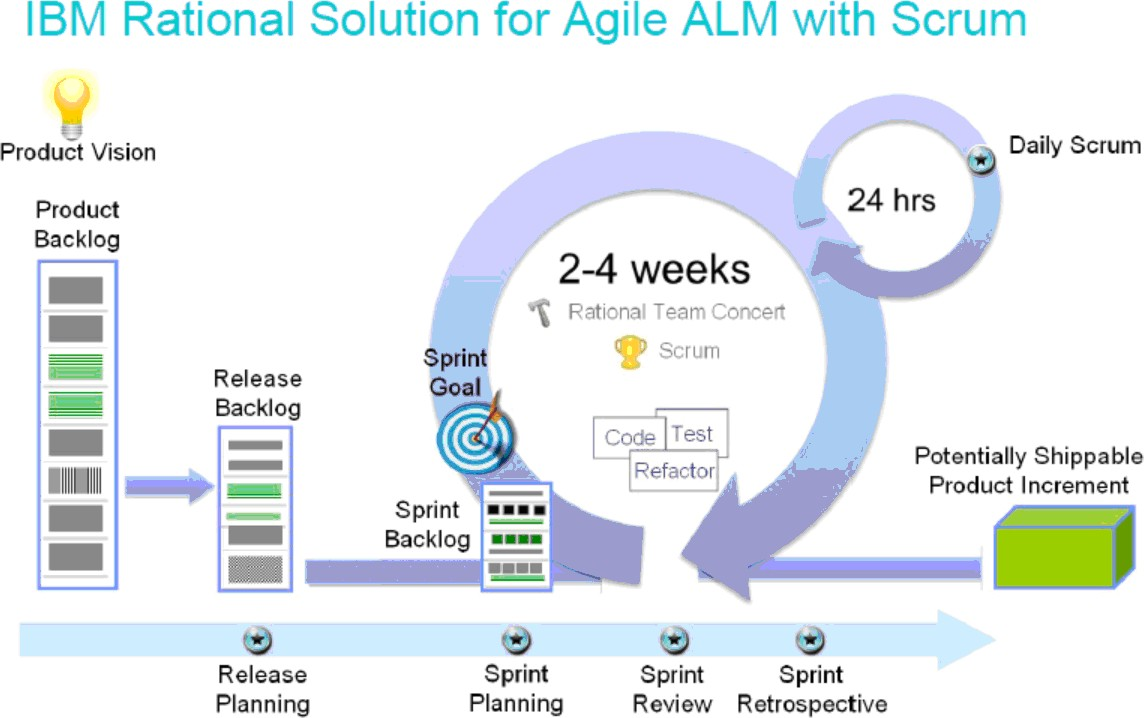 IBM Rational Solution for Agile ALM with Scrum
Product Vision
Product
Backlog
Release
Backlog
Sprint
Goal
Sprint
Backlog
2-4 weeks
Rational Team Concert
Scrum
Code
Test
Refactor
24 hrs
Daily Scrum
Potentially Shippable
Product Increment
Release
Planning
Sprint
Planning
Sprint
Review
Sprint
Retrospective